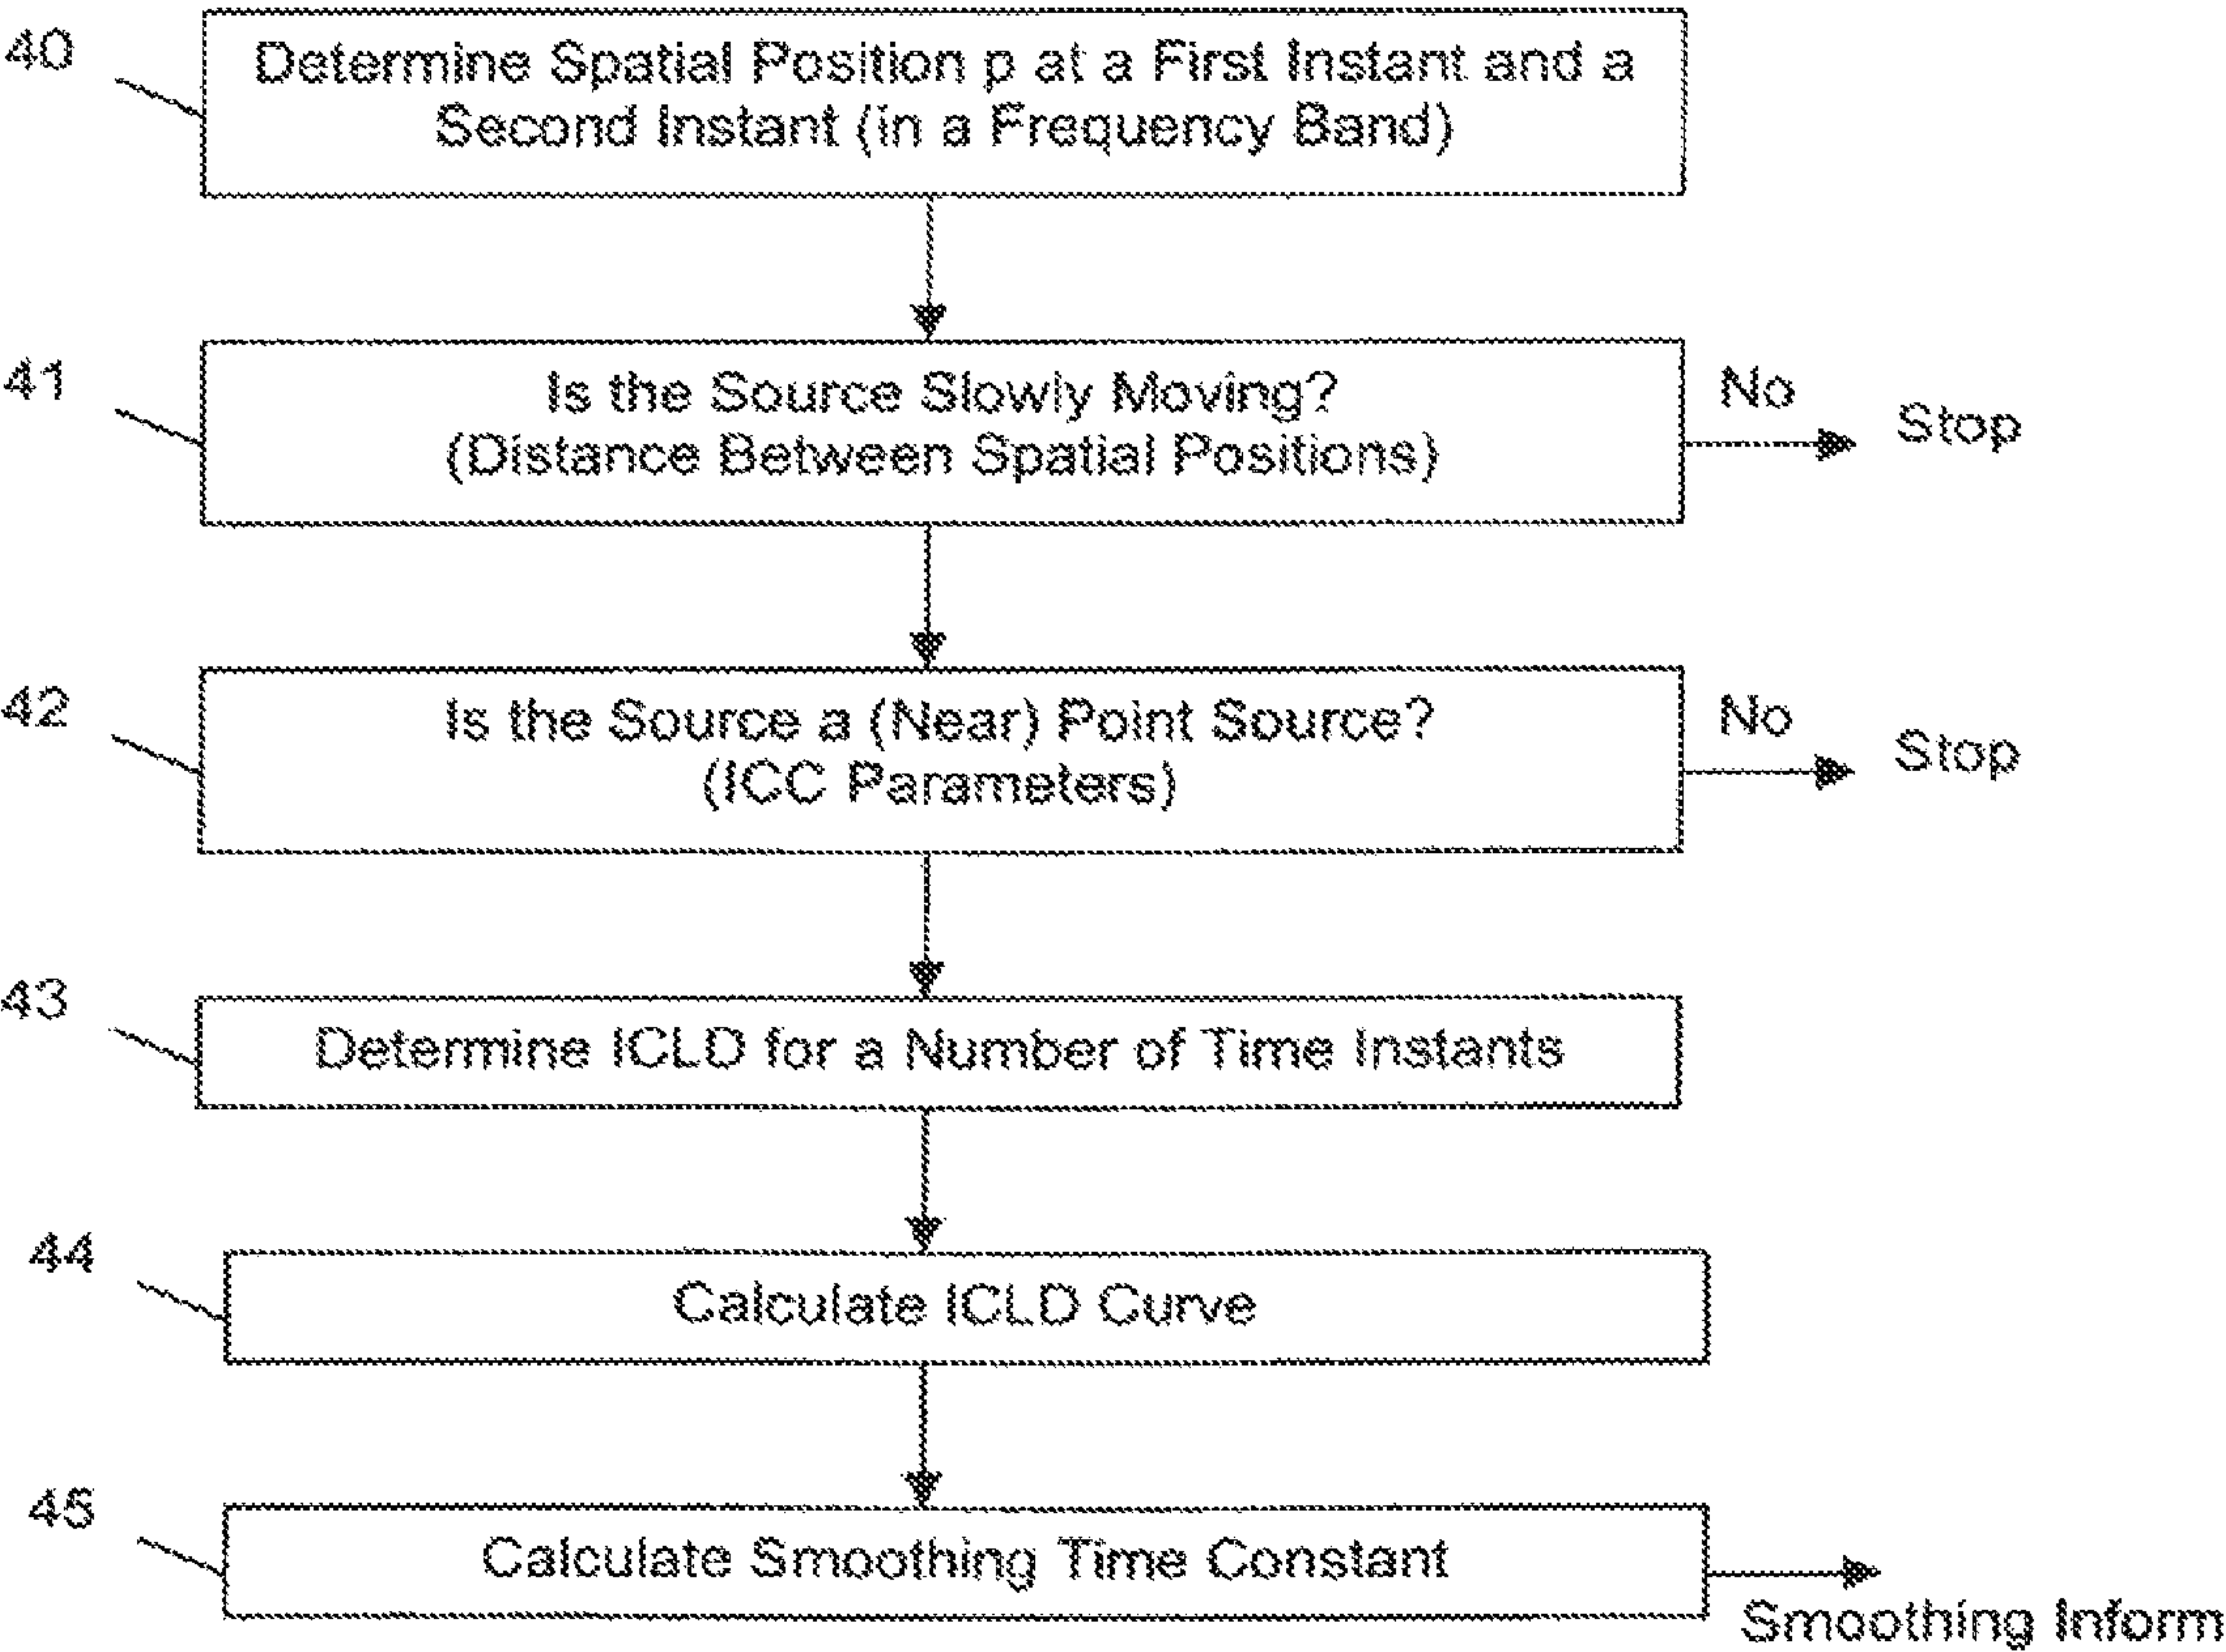 40
Determine Spatial Position p at a First Instant and a
Second Instant (in a Frequency Band)
41
Is the Source Slowly Moving?
(Distance Between Spatial Positions)
No
Stop
42
Is the Source a (Near) Point Source?
(ICC Parameters)
No
Stop
43
Determine ICLD for a Number of Time Instants
44
Calculate ICLD Curve
45
Calculate Smoothing Time Constant
Smoothing Inform